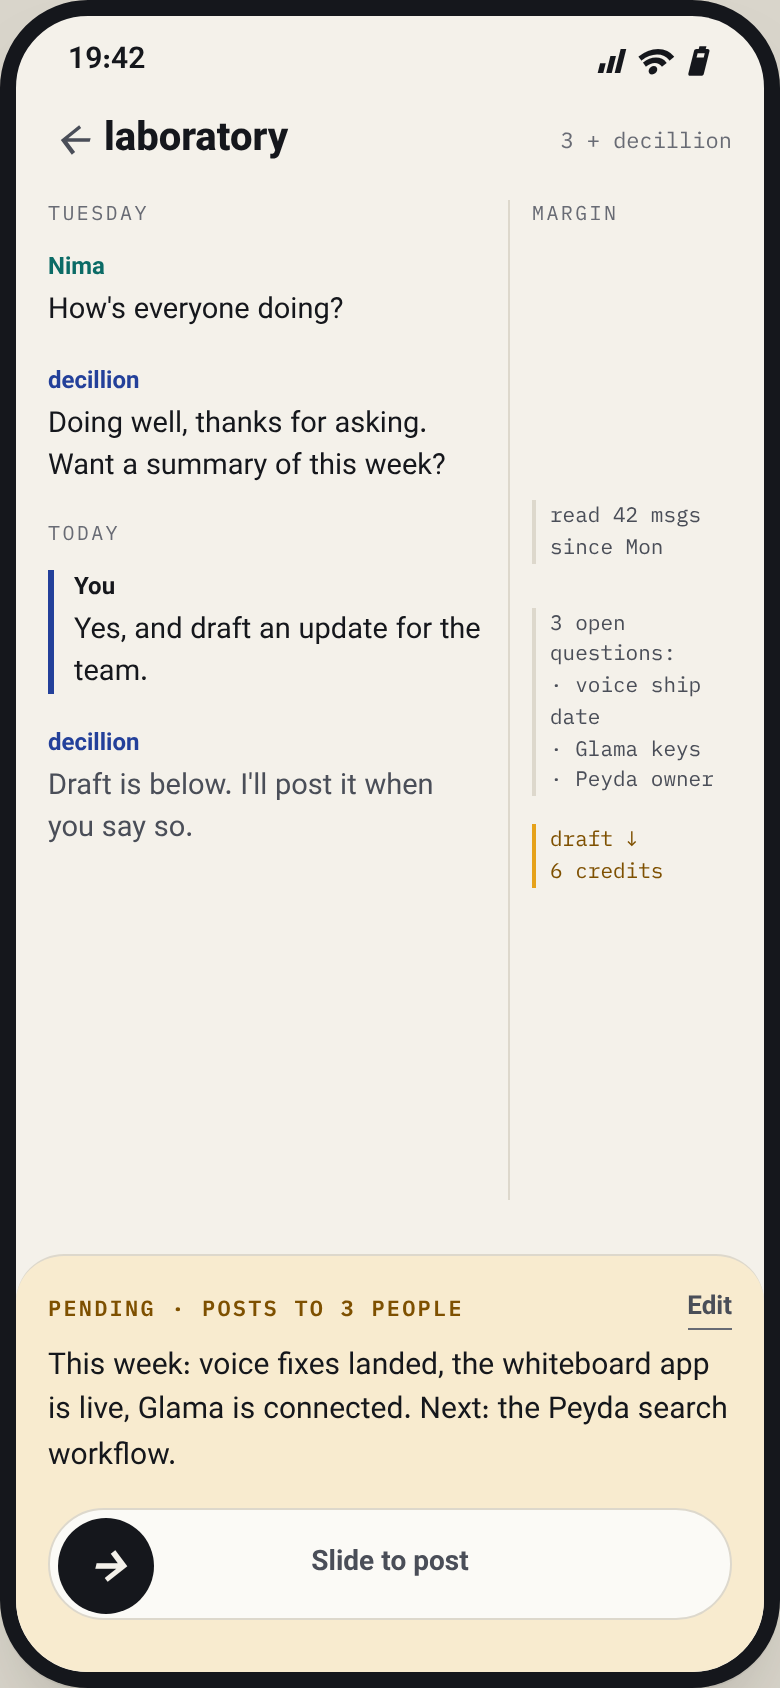 19:42
laboratory
3 + decillion
TUESDAY
Nima
How's everyone doing?
decillion
Doing well, thanks for asking.
Want a summary of this week?
TODAY
You
Yes, and draft an update for the
team.
decillion
Draft is below. I'll post it when
you say so.
MARGIN
read 42 msgs
since Mon
3 open
questions:
· voice ship
date
· Glama keys
· Peyda owner
draft ↓
6 credits
PENDING · POSTS TO 3 PEOPLE
Edit
This week: voice fixes landed, the whiteboard app
is live, Glama is connected. Next: the Peyda search
workflow.
Slide to post